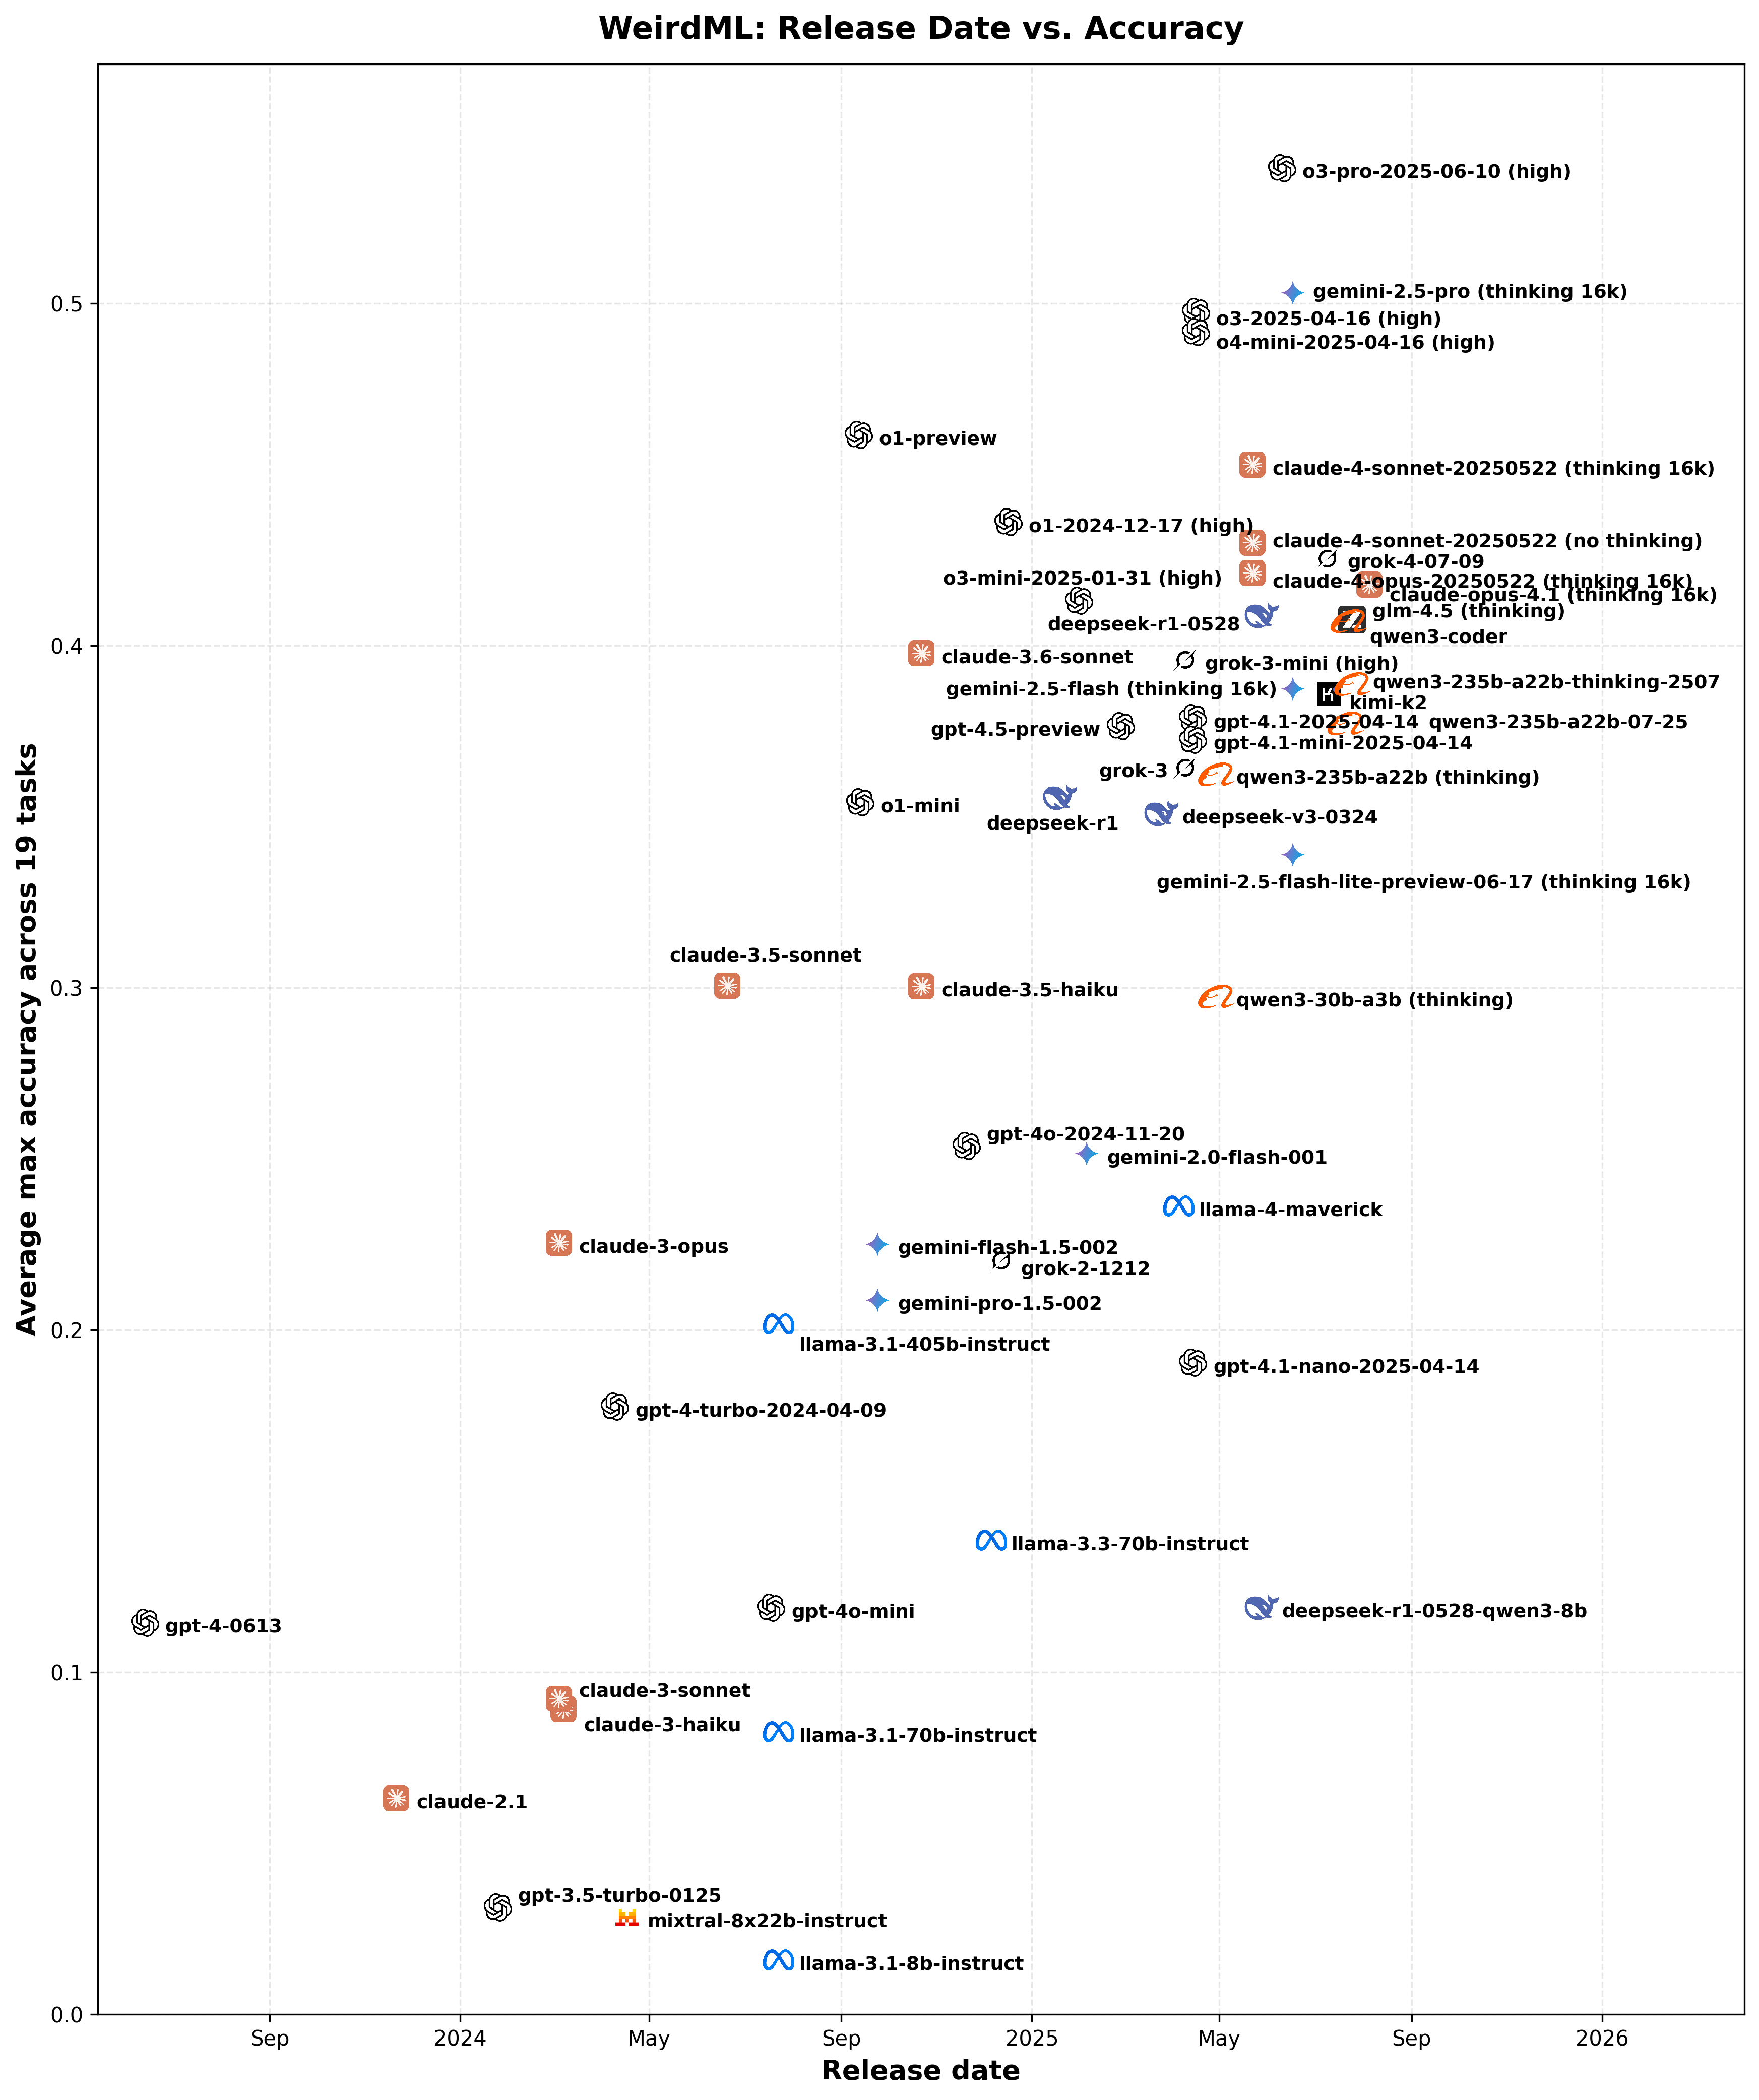 WeirdML: Release Date vs. Accuracy
o3-pro-2025-06-10 (high)
0.5
gemini-2.5-pro (thinking 16k)
o3-2025-04-16 (high)
o4-mini-2025-04-16 (high)
o1-preview
claude-4-sonnet-20250522 (thinking 16k)
o1-2024-12-17 (high)
claude-4-sonnet-20250522 (no thinking)
grok-4-07-09
o3-mini-2025-01-31 (high)
claude-4-opus-20250522 (thinking 16k)
claude-opus-4.1 (thinking 16k)
glm-4.5 (thinking)
deepseek-r1-0528
qwen3-coder
0.4
claude-3.6-sonnet
grok-3-mini (high)
qwen3-235b-a22b-thinking-2507
gemini-2.5-flash (thinking 16k)
kimi-k2
gpt-4.1-2025-04-14
qwen3-235b-a22b-07-25
gpt-4.5-preview
gpt-4.1-mini-2025-04-14
grok-3
qwen3-235b-a22b (thinking)
o1-mini
deepseek-r1
deepseek-v3-0324
gemini-2.5-flash-lite-preview-06-17 (thinking 16k)
claude-3.5-sonnet
0.3
claude-3.5-haiku
qwen3-30b-a3b (thinking)
Average max accuracy across 19 tasks
gpt-4o-2024-11-20
gemini-2.0-flash-001
llama-4-maverick
claude-3-opus
gemini-flash-1.5-002
grok-2-1212
gemini-pro-1.5-002
0.2
llama-3.1-405b-instruct
gpt-4.1-nano-2025-04-14
gpt-4-turbo-2024-04-09
llama-3.3-70b-instruct
gpt-4o-mini
deepseek-r1-0528-qwen3-8b
gpt-4-0613
0.1
claude-3-sonnet
claude-3-haiku
llama-3.1-70b-instruct
claude-2.1
gpt-3.5-turbo-0125
mixtral-8x22b-instruct
llama-3.1-8b-instruct
0.0
Sep 2024 May Sep 2025 May Sep 2026
Release date